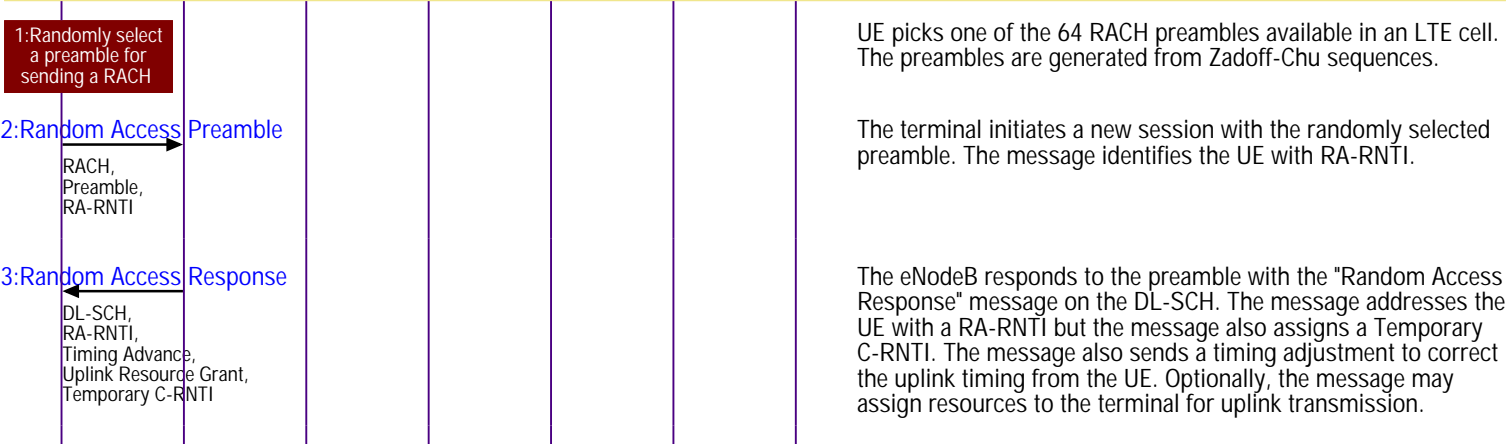 1:Randomly select
a preamble for
sending a RACH
UE picks one of the 64 RACH preambles available in an LTE cell.
The preambles are generated from Zadoff-Chu sequences.
2:Random Access Preamble
RACH,
Preamble,
RA-RNTI
The terminal initiates a new session with the randomly selected
preamble. The message identifies the UE with RA-RNTI.
3:Random Access Response
DL-SCH,
RA-RNTI,
Timing Advance,
Uplink Resource Grant,
Temporary C-RNTI
The eNodeB responds to the preamble with the "Random Access
Response" message on the DL-SCH. The message addresses the
UE with a RA-RNTI but the message also assigns a Temporary
C-RNTI. The message also sends a timing adjustment to correct
the uplink timing from the UE. Optionally, the message may
assign resources to the terminal for uplink transmission.